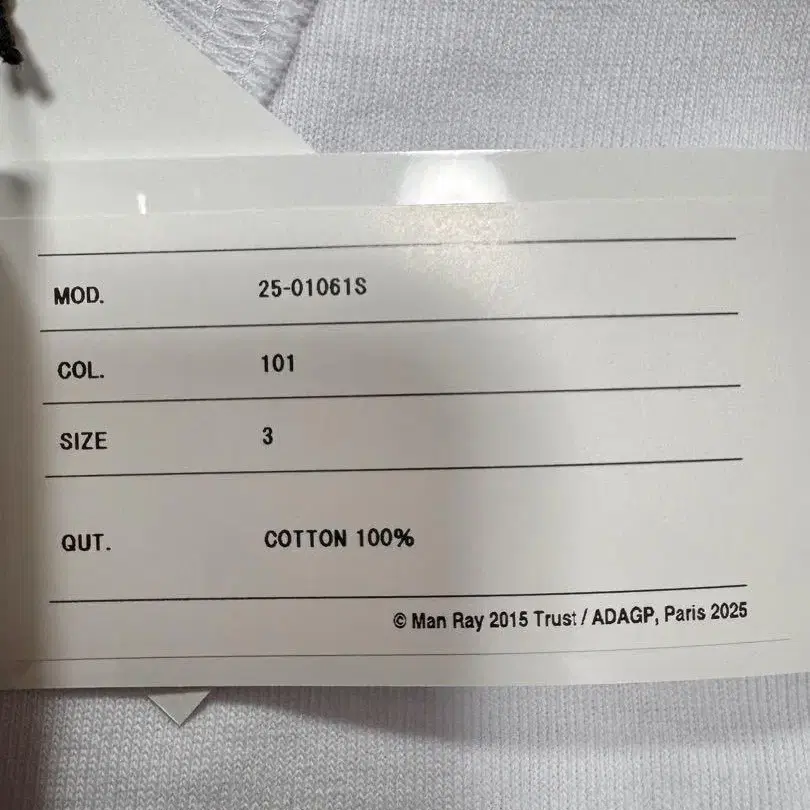 MOD. 25-01061S
COL. 101
SIZE 3
QUT. COTTON 100%
© Man Ray 2015 Trust / ADAGP, Paris 2025